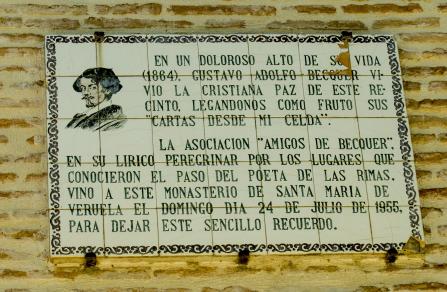 EN UN DOLOROSO ALTO DE SU VIDA
(1864), GUSTAVO ADOLFO BECQUER VI-
VIO LA CRISTIANA PAZ DE ESTE RE-
CINTO, LEGANDONOS COMO FRUTO SUS
"CARTAS DESDE MI CELDA".
LA ASOCIACION "AMIGOS DE BECQUER",
EN SU LIRICO PEREGRINAR POR LOS LUGARES QUE
CONOCIERON EL PASO DEL POETA DE LAS RIMAS,
VINO A ESTE MONASTERIO DE SANTA MARIA DE
VERUELA EL DOMINGO DIA 24 DE JULIO DE 1955,
PARA DEJAR ESTE SENCILLO RECUERDO.